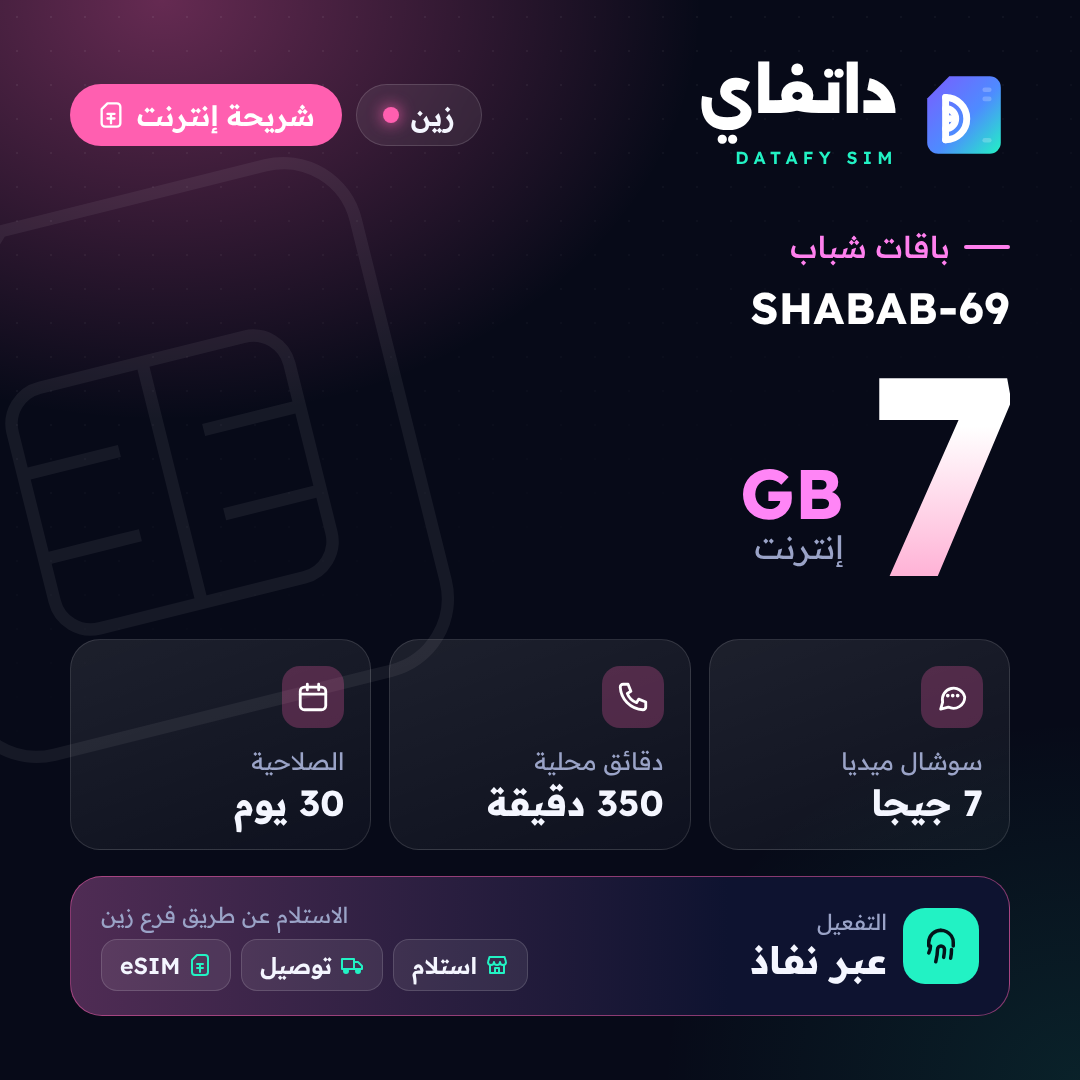 داتفاي
DATAFY SIM
زين
شريحة إنترنت
باقات شباب
SHABAB-69
7
GB
إنترنت
سوشال ميديا
7 جيجا
دقائق محلية
350 دقيقة
الصلاحية
30 يوم
التفعيل
عبر نفاذ
الاستلام عن طريق فرع زين
استلام
توصيل
eSIM